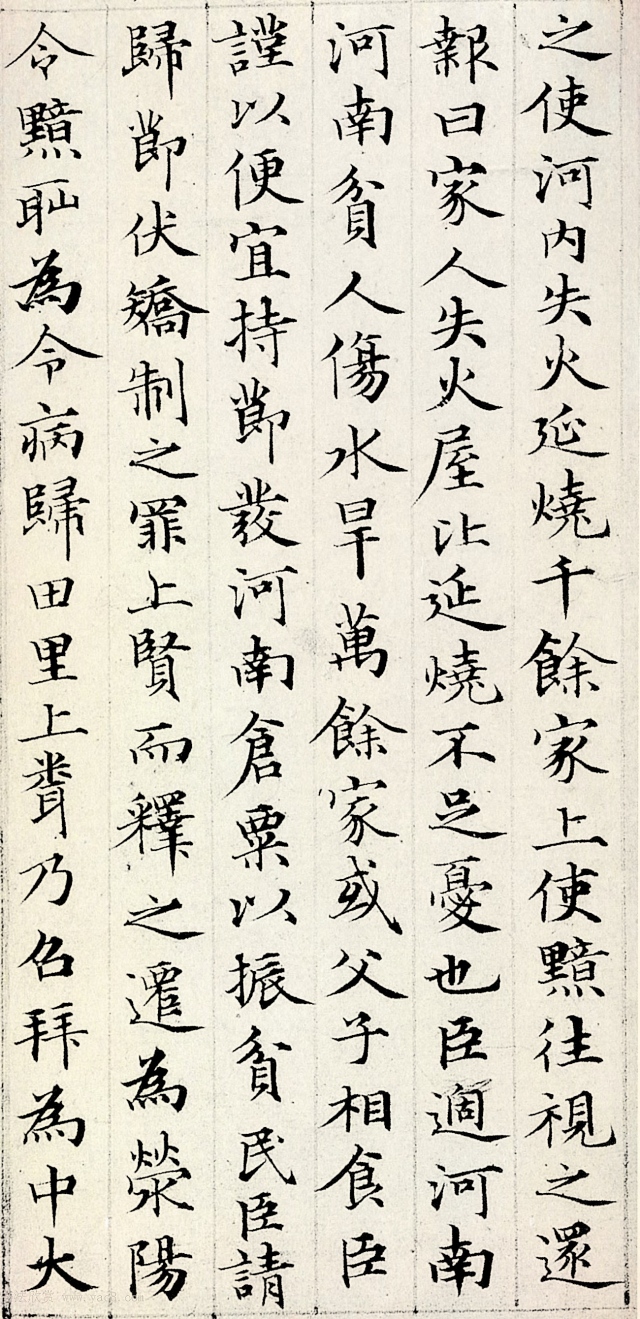 之使河内失火延燒千餘家上使黯往視之還
報曰家人失火屋比延燒不足憂也臣過河南
河南貧人傷水旱萬餘家或父子相食臣
謹以便宜持節發河南倉粟以振貧民臣請
歸節伏矯制之罪上賢而釋之遷為滎陽
令黯耻為令病歸田里上聞乃召拜為中大